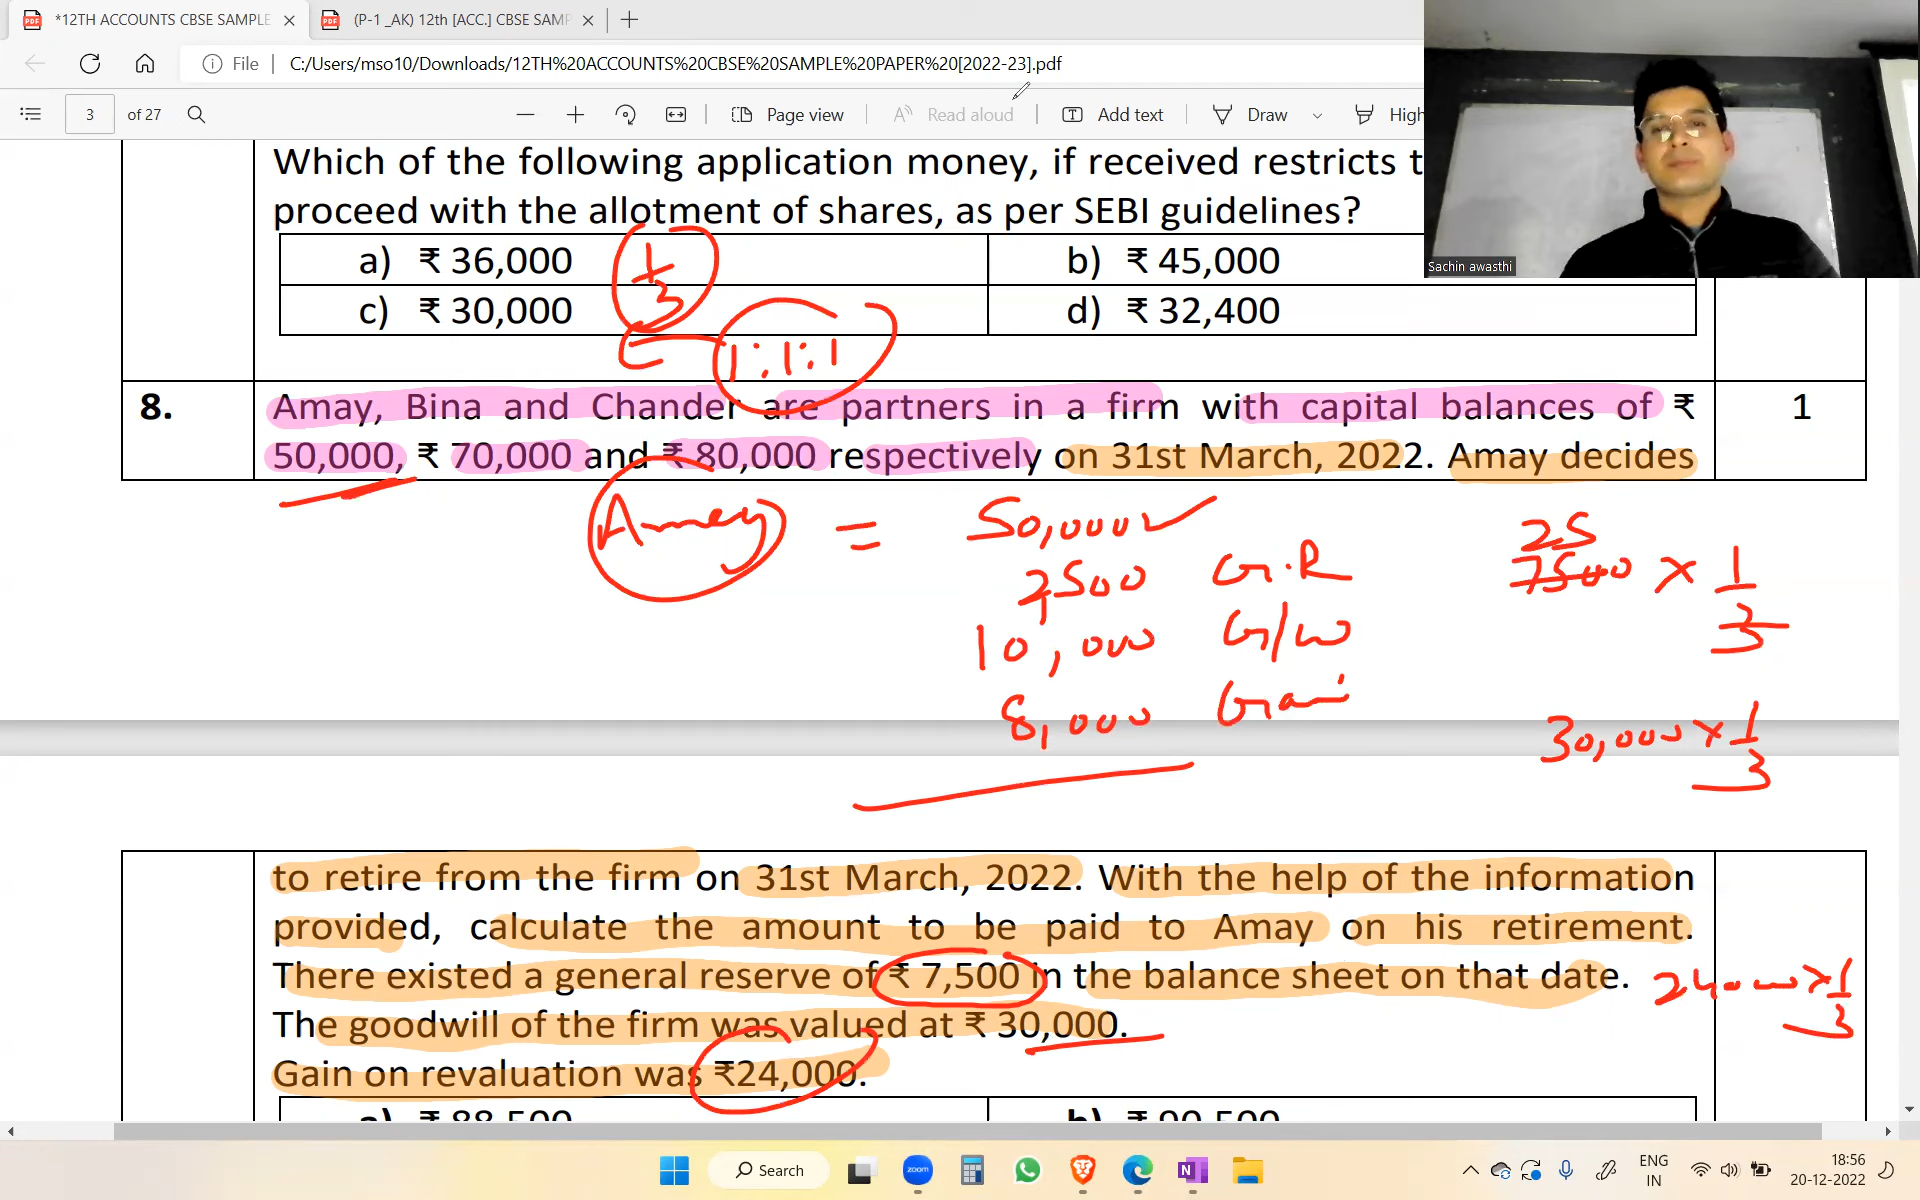 *12TH ACCOUNTS CBSE SAMPLE
(P-1 _AK) 12th [ACC.] CBSE SAMP
File
C:/Users/mso10/Downloads/12TH%20ACCOUNTS%20CBSE%20SAMPLE%20PAPER%20[2022-23].pdf
3 of 27
Page view
Read aloud
Add text
Draw
High
Sachin awasthi
Which of the following application money, if received restricts t
proceed with the allotment of shares, as per SEBI guidelines?
a) ₹ 36,000
b) ₹ 45,000
c) ₹ 30,000
d) ₹ 32,400
1/3
1:1:1
8. Amay, Bina and Chander are partners in a firm with capital balances of ₹ 1
50,000, ₹ 70,000 and ₹ 80,000 respectively on 31st March, 2022. Amay decides
Amay = 50,000
2500 G.R
10,000 G/W
8,000 Gain
25
7500 × 1/3
30,000 × 1/3
to retire from the firm on 31st March, 2022. With the help of the information
provided, calculate the amount to be paid to Amay on his retirement.
There existed a general reserve of ₹ 7,500 in the balance sheet on that date.
24000 × 1/3
The goodwill of the firm was valued at ₹ 30,000.
Gain on revaluation was ₹24,000.
a) ₹ 88,500
b) ₹ 90,500
Search
zoom
N
ENG
IN
18:56
20-12-2022